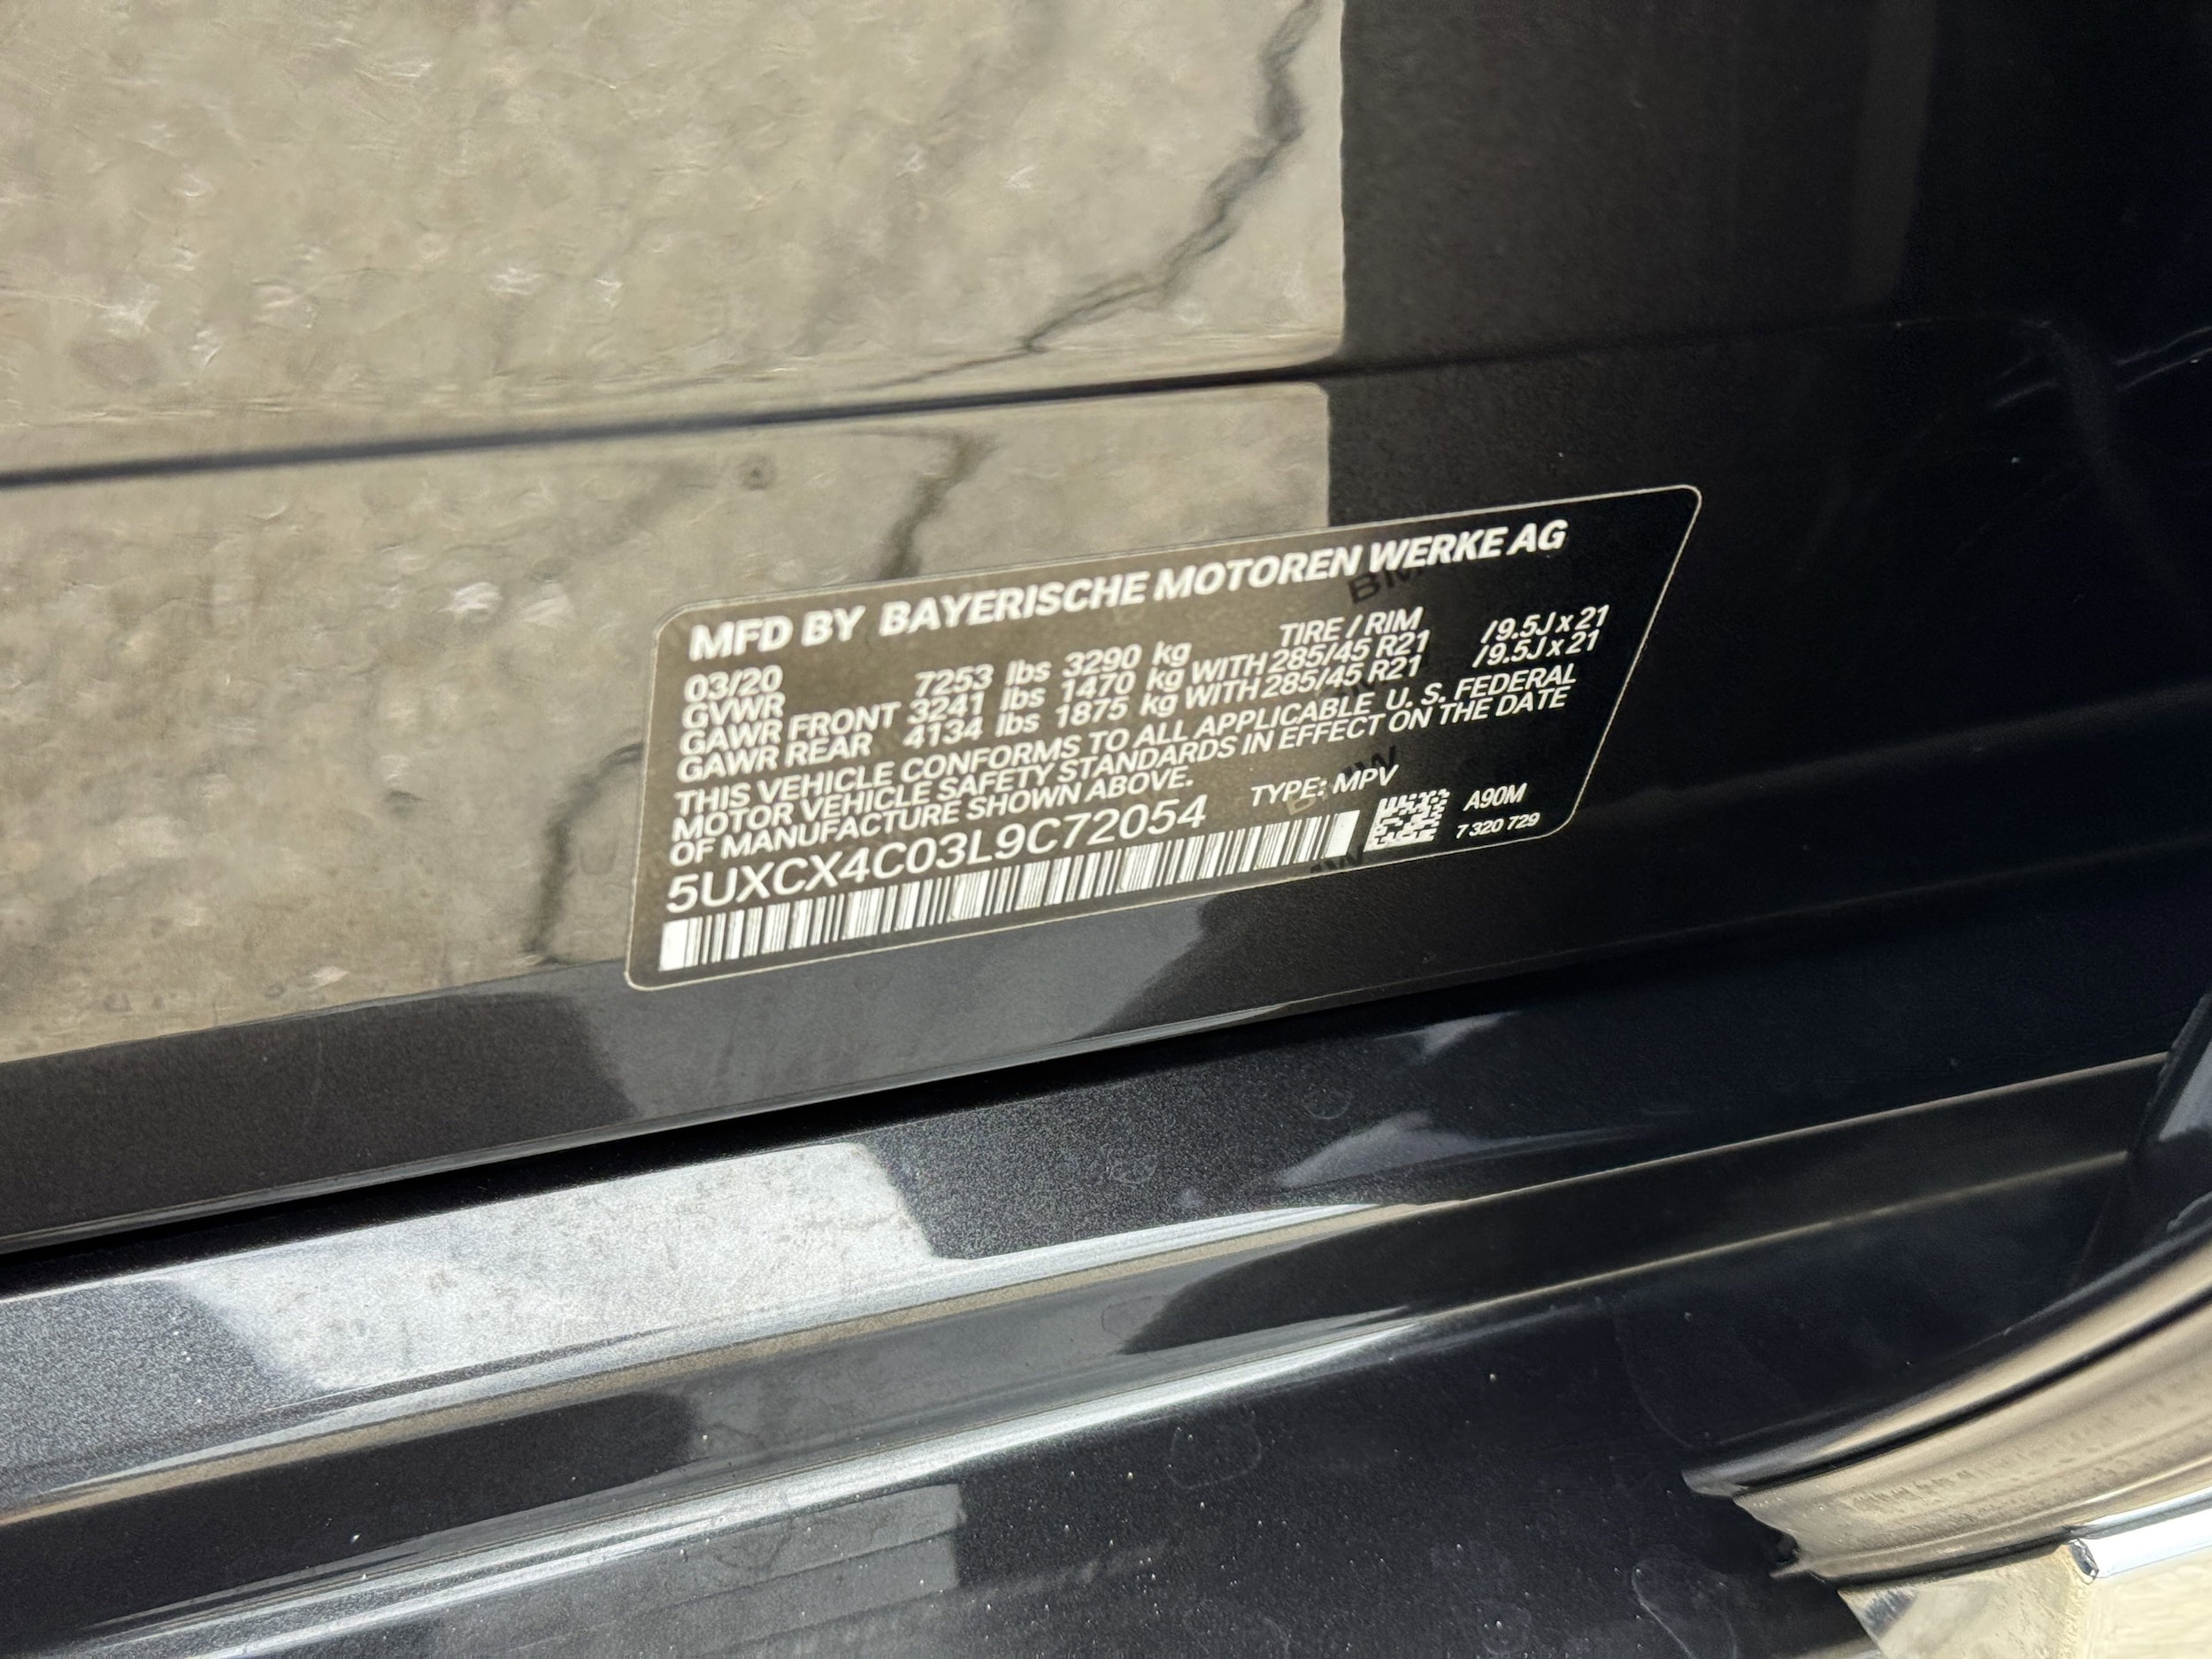 MFD BY BAYERISCHE MOTOREN WERKE AG
03/20 TIRE / RIM
GVWR 7253 lbs 3290 kg
GAWR FRONT 3241 lbs 1470 kg WITH 285/45 R21 / 9.5J x 21
GAWR REAR 4134 lbs 1875 kg WITH 285/45 R21 / 9.5J x 21
THIS VEHICLE CONFORMS TO ALL APPLICABLE U. S. FEDERAL
MOTOR VEHICLE SAFETY STANDARDS IN EFFECT ON THE DATE
OF MANUFACTURE SHOWN ABOVE.
5UXCX4C03L9C72054 TYPE: MPV
A90M
7 320 729